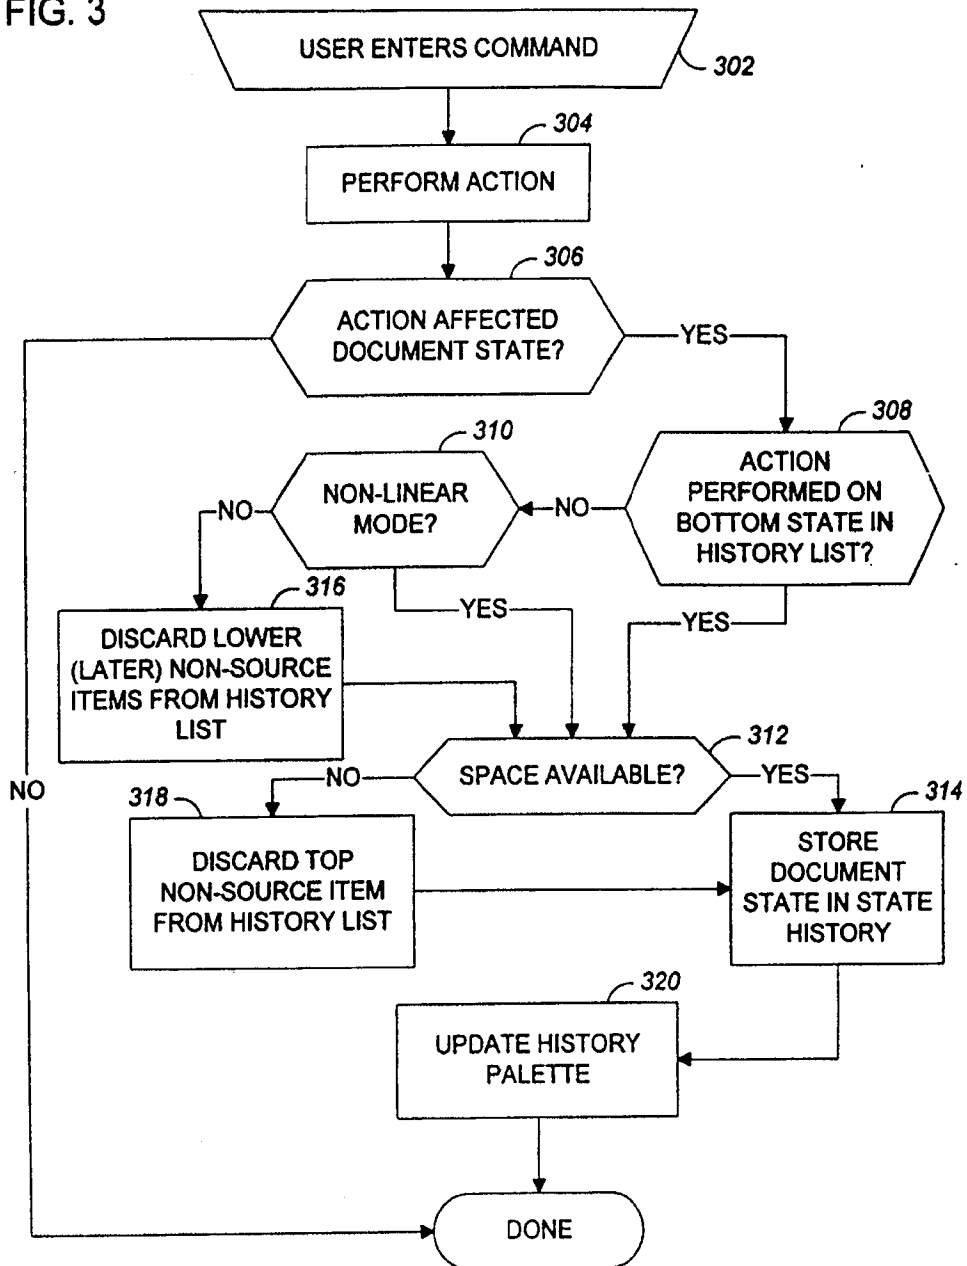 FIG. 3
USER ENTERS COMMAND
302
304
PERFORM ACTION
306
ACTION AFFECTED
DOCUMENT STATE?
YES
308
ACTION
PERFORMED ON
BOTTOM STATE IN
HISTORY LIST?
310
NON-LINEAR
MODE?
NO
NO
316
DISCARD LOWER
(LATER) NON-SOURCE
ITEMS FROM HISTORY
LIST
YES
YES
312
SPACE AVAILABLE?
NO
YES
NO
318
DISCARD TOP
NON-SOURCE ITEM
FROM HISTORY LIST
314
STORE
DOCUMENT
STATE IN STATE
HISTORY
320
UPDATE HISTORY
PALETTE
DONE